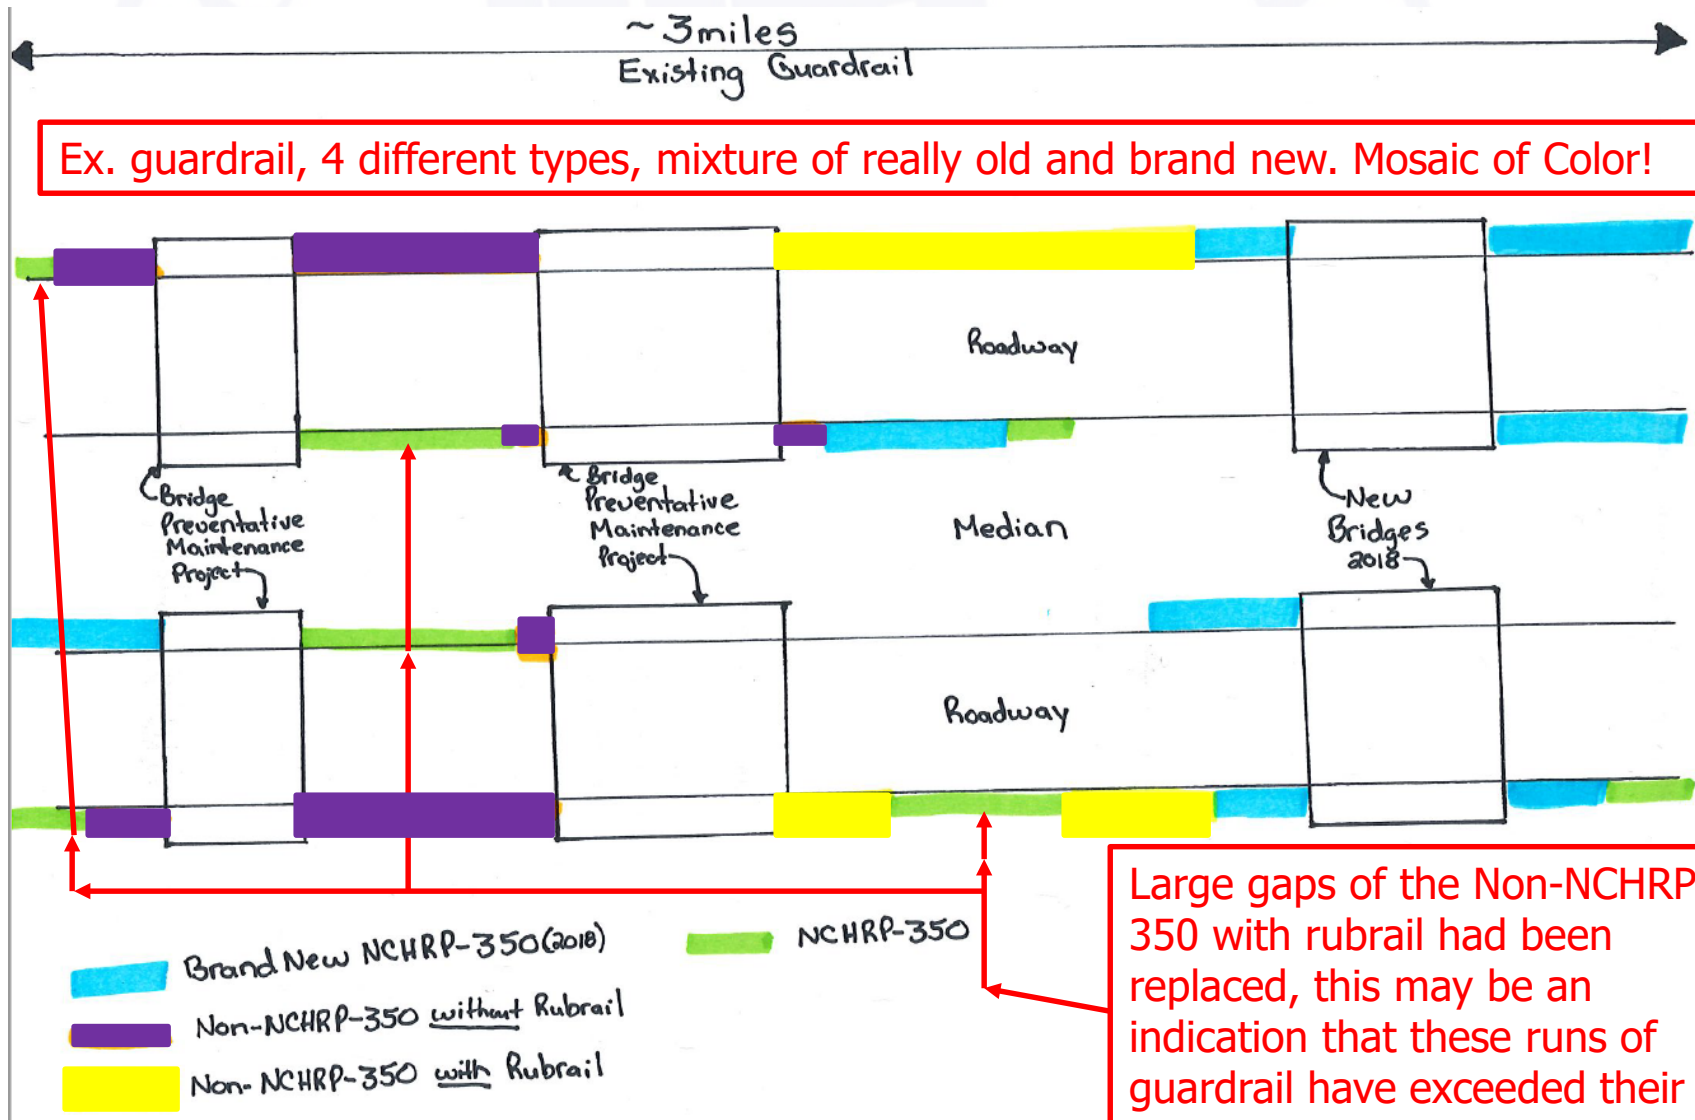 ~3miles
Existing Guardrail
Ex. guardrail, 4 different types, mixture of really old and brand new. Mosaic of Color!
Roadway
Bridge
Preventative
Maintenance
Project
Bridge
Preventative
Maintenance
Project
Median
New
Bridges
2018
Roadway
Brand New NCHRP-350(2018)
NCHRP-350
Non-NCHRP-350 without Rubrail
Non-NCHRP-350 with Rubrail
Large gaps of the Non-NCHRP
350 with rubrail had been
replaced, this may be an
indication that these runs of
guardrail have exceeded their